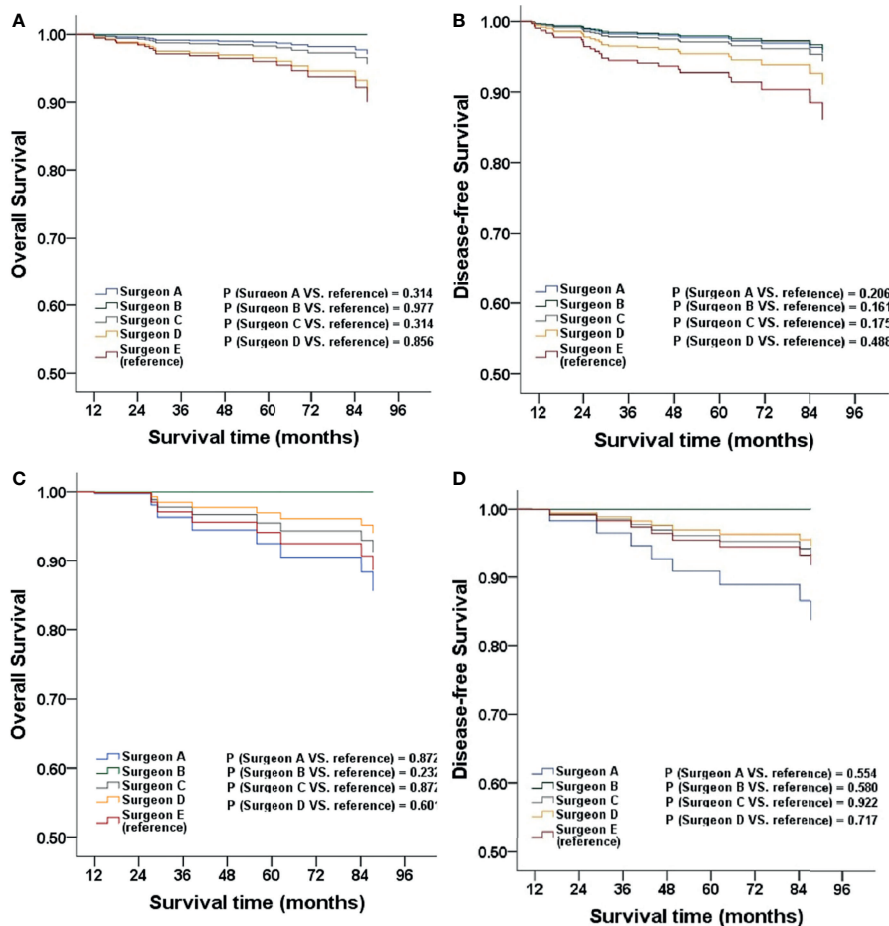 A
1.00
0.90
0.80
0.70
0.60
0.50
Overall Survival
Surgeon A
Surgeon B
Surgeon C
Surgeon D
Surgeon E
(reference)
P (Surgeon A VS. reference) = 0.314
P (Surgeon B VS. reference) = 0.977
P (Surgeon C VS. reference) = 0.314
P (Surgeon D VS. reference) = 0.856
12 24 36 48 60 72 84 96
Survival time (months)
B
1.00
0.90
0.80
0.70
0.60
0.50
Disease-free Survival
Surgeon A
Surgeon B
Surgeon C
Surgeon D
Surgeon E
(reference)
P (Surgeon A VS. reference) = 0.206
P (Surgeon B VS. reference) = 0.161
P (Surgeon C VS. reference) = 0.175
P (Surgeon D VS. reference) = 0.488
12 24 36 48 60 72 84 96
Survival time (months)
C
1.00
0.90
0.80
0.70
0.60
0.50
Overall Survival
Surgeon A
Surgeon B
Surgeon C
Surgeon D
Surgeon E
(reference)
P (Surgeon A VS. reference) = 0.872
P (Surgeon B VS. reference) = 0.232
P (Surgeon C VS. reference) = 0.872
P (Surgeon D VS. reference) = 0.601
12 24 36 48 60 72 84 96
Survival time (months)
D
1.00
0.90
0.80
0.70
0.60
0.50
Disease-free Survival
Surgeon A
Surgeon B
Surgeon C
Surgeon D
Surgeon E
(reference)
P (Surgeon A VS. reference) = 0.554
P (Surgeon B VS. reference) = 0.580
P (Surgeon C VS. reference) = 0.922
P (Surgeon D VS. reference) = 0.717
12 24 36 48 60 72 84 96
Survival time (months)